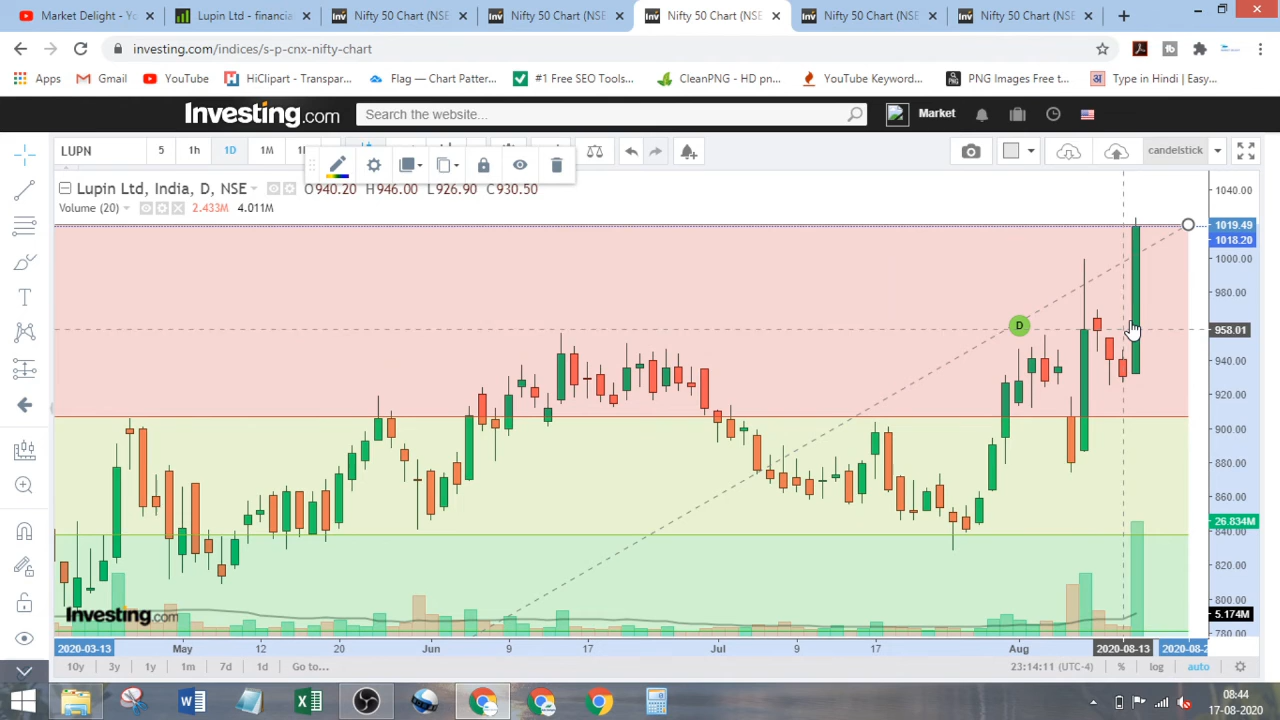 Market Delight - Yo
Lupin Ltd - financia
Nifty 50 Chart (NSE
Nifty 50 Chart (NSE
Nifty 50 Chart (NSE
Nifty 50 Chart (NSE
Nifty 50 Chart (NSE
investing.com/indices/s-p-cnx-nifty-chart
Apps
Gmail
YouTube
HiClipart - Transpar...
Flag — Chart Patter...
#1 Free SEO Tools...
CleanPNG - HD pn...
YouTube Keyword...
PNG Images Free t...
Type in Hindi | Easy...
Investing.com
Search the website...
Market
LUPN
5
1h
1D
1M
candlestick
Lupin Ltd, India, D, NSE
O940.20 H946.00 L926.90 C930.50
Volume (20)
2.433M 4.011M
1040.00
1019.49
1018.20
1000.00
980.00
D
958.01
940.00
920.00
900.00
880.00
860.00
26.834M
840.00
820.00
800.00
Investing.com
5.174M
780.00
2020-03-13
May
12
20
Jun
9
17
Jul
9
17
Aug
2020-08-13
2020-08-2
10y
3y
1y
1m
7d
1d
Go to...
23:14:11 (UTC-4)
%
log
auto
08:44
17-08-2020